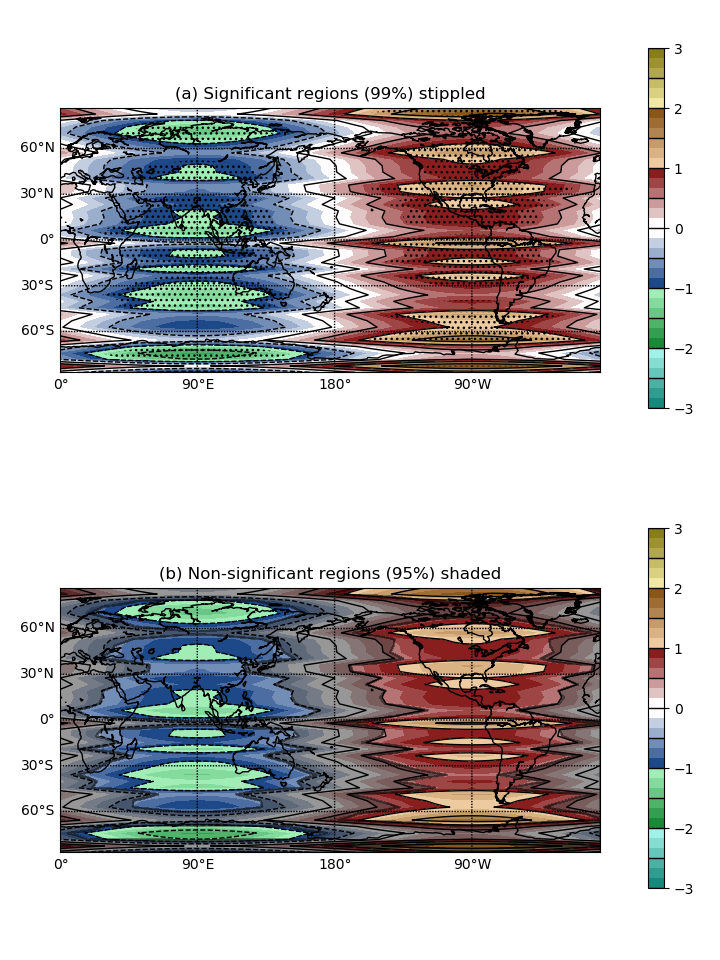 (a) Significant regions (99%) stippled
60°N
30°N
0°
30°S
60°S
0° 90°E 180° 90°W
3
2
1
0
−1
−2
−3
(b) Non-significant regions (95%) shaded
60°N
30°N
0°
30°S
60°S
0° 90°E 180° 90°W
3
2
1
0
−1
−2
−3